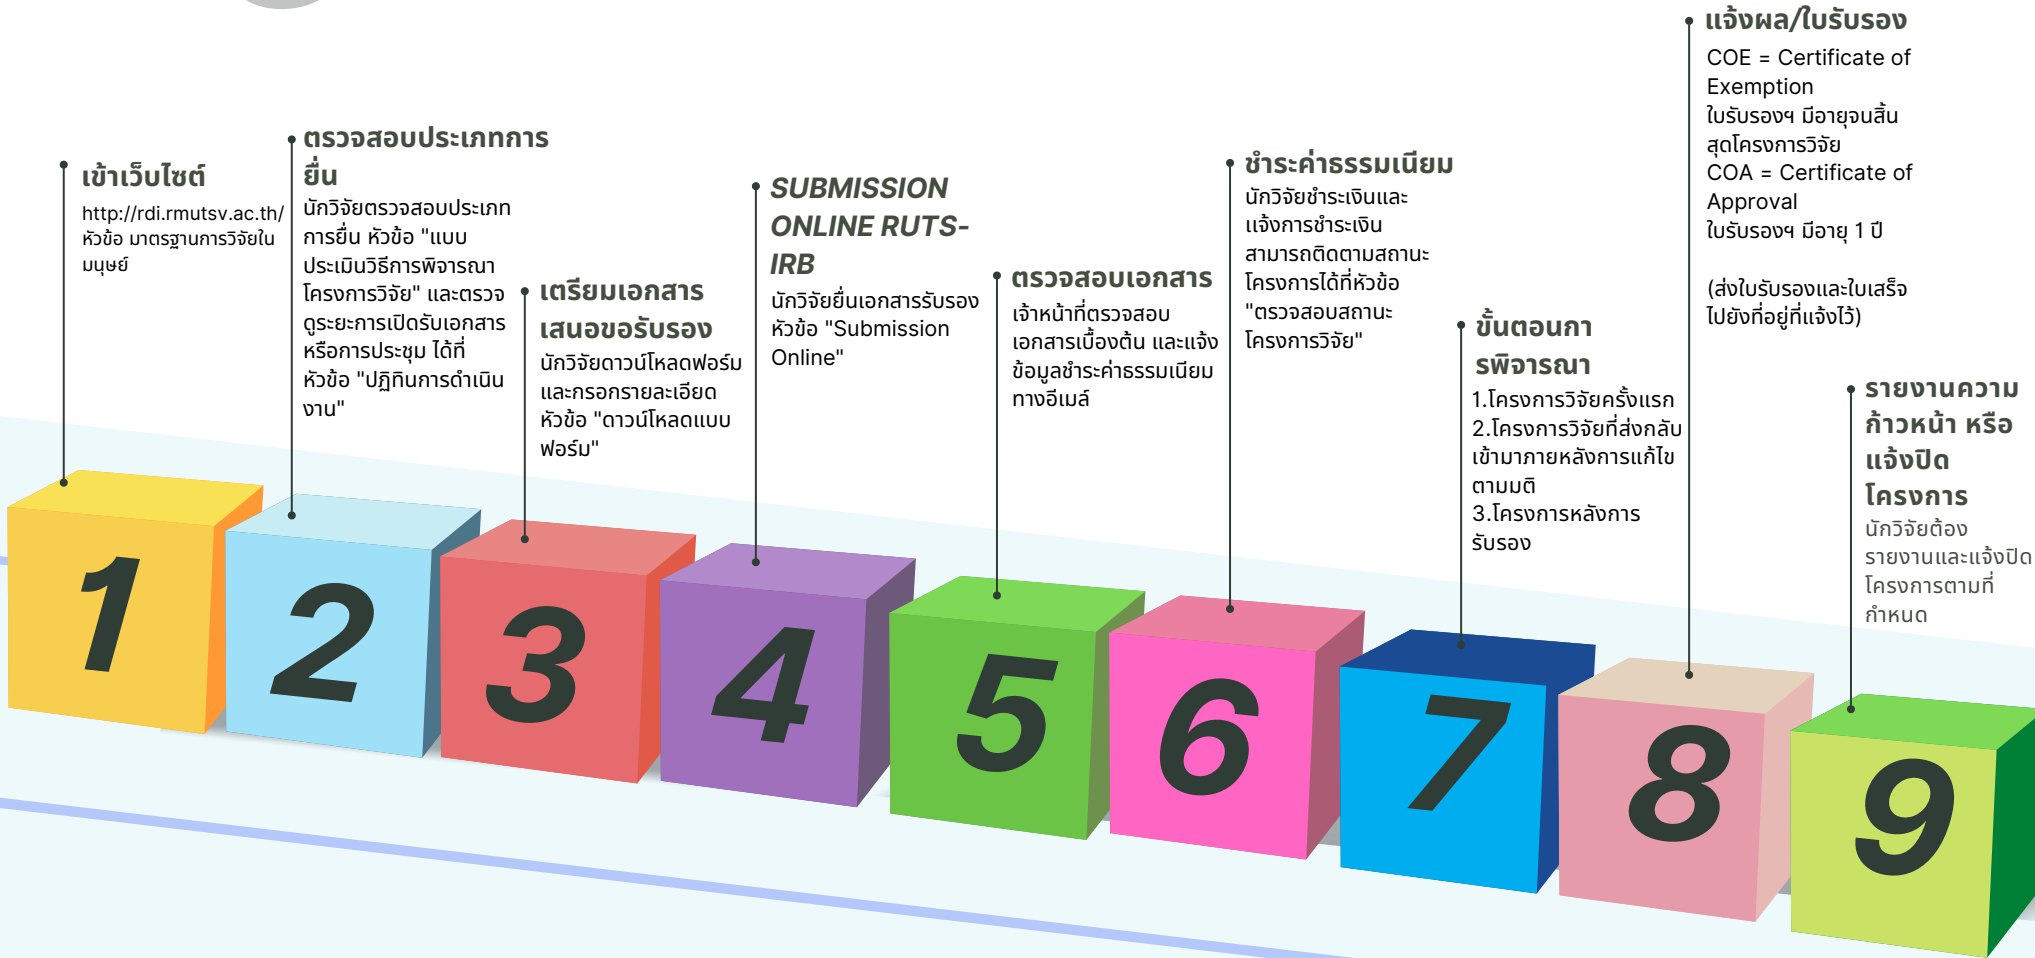 เข้าเว็บไซต์
http://rdi.rmutsv.ac.th/
หัวข้อ มาตรฐานการวิจัยใน
มนุษย์
ตรวจสอบประเภทการ
ยื่น
นักวิจัยตรวจสอบประเภท
การยื่น หัวข้อ "แบบ
ประเมินวิธีการพิจารณา
โครงการวิจัย" และตรวจ
ดูระยะการเปิดรับเอกสาร
หรือการประชุม ได้ที่
หัวข้อ "ปฏิทินการดำเนิน
งาน"
เตรียมเอกสาร
เสนอขอรับรอง
นักวิจัยดาวน์โหลดฟอร์ม
และกรอกรายละเอียด
หัวข้อ "ดาวน์โหลดแบบ
ฟอร์ม"
SUBMISSION
ONLINE RUTS-
IRB
นักวิจัยยื่นเอกสารรับรอง
หัวข้อ "Submission
Online"
ตรวจสอบเอกสาร
เจ้าหน้าที่ตรวจสอบ
เอกสารเบื้องต้น และแจ้ง
ข้อมูลชำระค่าธรรมเนียม
ทางอีเมล์
ชำระค่าธรรมเนียม
นักวิจัยชำระเงินและ
แจ้งการชำระเงิน
สามารถติดตามสถานะ
โครงการได้ที่หัวข้อ
"ตรวจสอบสถานะ
โครงการวิจัย"
ขั้นตอนกา
รพิจารณา
1.โครงการวิจัยครั้งแรก
2.โครงการวิจัยที่ส่งกลับ
เข้ามาภายหลังการแก้ไข
ตามมติ
3.โครงการหลังการ
รับรอง
แจ้งผล/ใบรับรอง
COE = Certificate of
Exemption
ใบรับรองฯ มีอายุจนสิ้น
สุดโครงการวิจัย
COA = Certificate of
Approval
ใบรับรองฯ มีอายุ 1 ปี
(ส่งใบรับรองและใบเสร็จ
ไปยังที่อยู่ที่แจ้งไว้)
รายงานความ
ก้าวหน้า หรือ
แจ้งปิด
โครงการ
นักวิจัยต้อง
รายงานและแจ้งปิด
โครงการตามที่
กำหนด
1
2
3
4
5
6
7
8
9